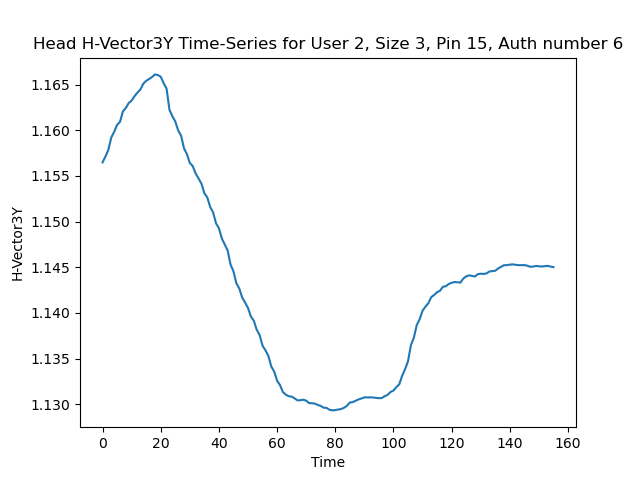 Head H-Vector3Y Time-Series for User 2, Size 3, Pin 15, Auth number 6
1.165
1.160
1.155
1.150
1.145
1.140
1.135
1.130
H-Vector3Y
0 20 40 60 80 100 120 140 160
Time